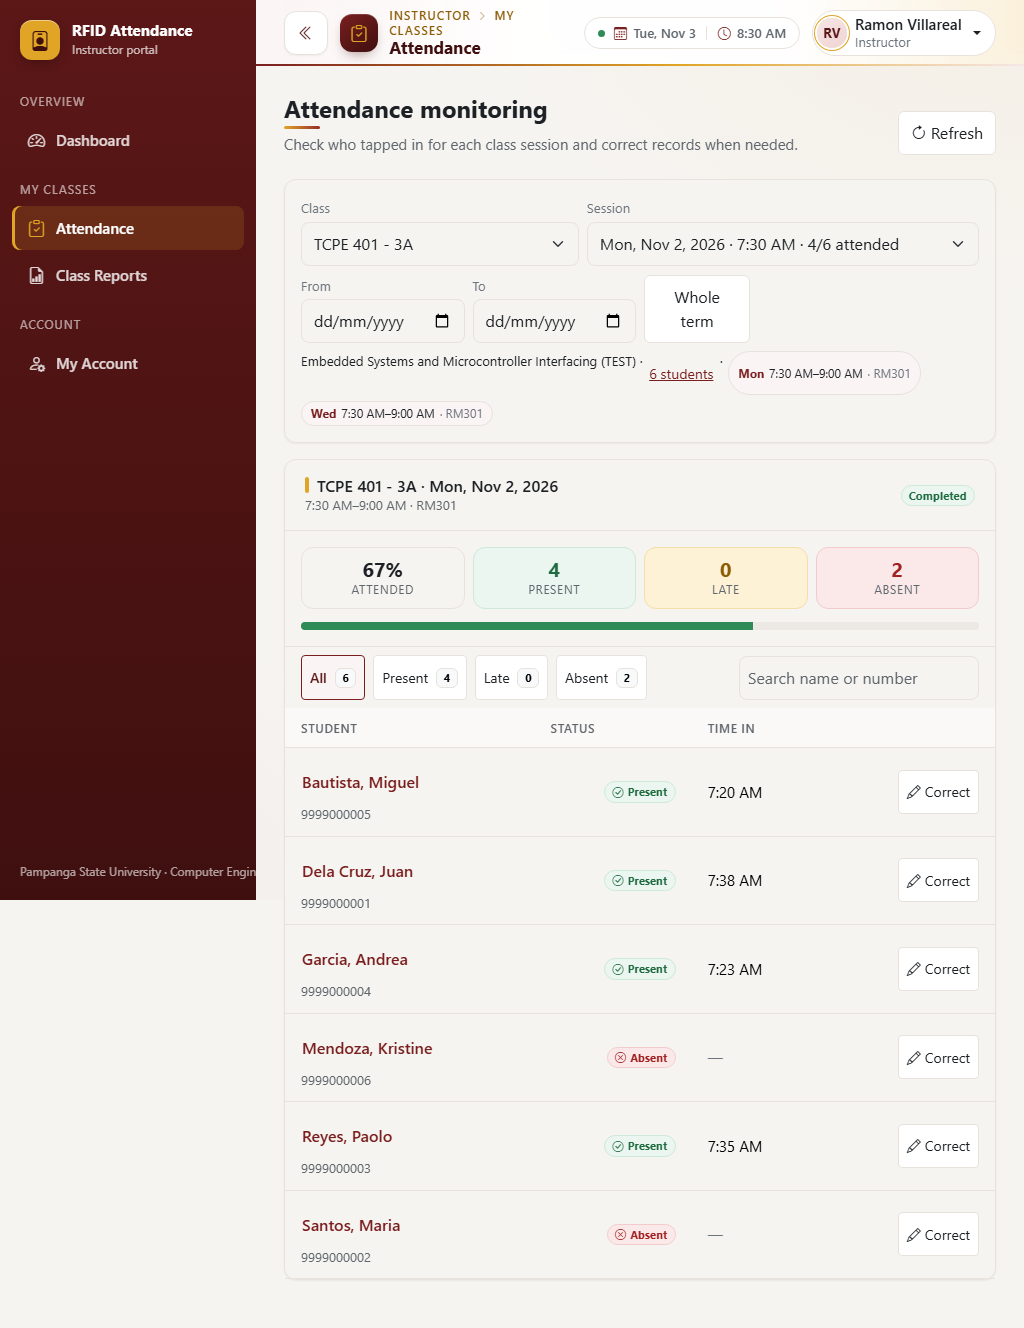 RFID Attendance
Instructor portal
OVERVIEW
Dashboard
MY CLASSES
Attendance
Class Reports
ACCOUNT
My Account
Pampanga State University · Computer Engin
INSTRUCTOR > MY CLASSES
Attendance
Tue, Nov 3 8:30 AM
RV Ramon Villareal
Instructor
Attendance monitoring
Check who tapped in for each class session and correct records when needed.
Refresh
Class Session
TCPE 401 - 3A Mon, Nov 2, 2026 · 7:30 AM · 4/6 attended
From To
dd/mm/yyyy dd/mm/yyyy Whole term
Embedded Systems and Microcontroller Interfacing (TEST) · 6 students · Mon 7:30 AM–9:00 AM · RM301
Wed 7:30 AM–9:00 AM · RM301
TCPE 401 - 3A · Mon, Nov 2, 2026
7:30 AM–9:00 AM · RM301
Completed
67% 4 0 2
ATTENDED PRESENT LATE ABSENT
All 6 Present 4 Late 0 Absent 2 Search name or number
STUDENT STATUS TIME IN
Bautista, Miguel Present 7:20 AM Correct
9999000005
Dela Cruz, Juan Present 7:38 AM Correct
9999000001
Garcia, Andrea Present 7:23 AM Correct
9999000004
Mendoza, Kristine Absent — Correct
9999000006
Reyes, Paolo Present 7:35 AM Correct
9999000003
Santos, Maria Absent — Correct
9999000002